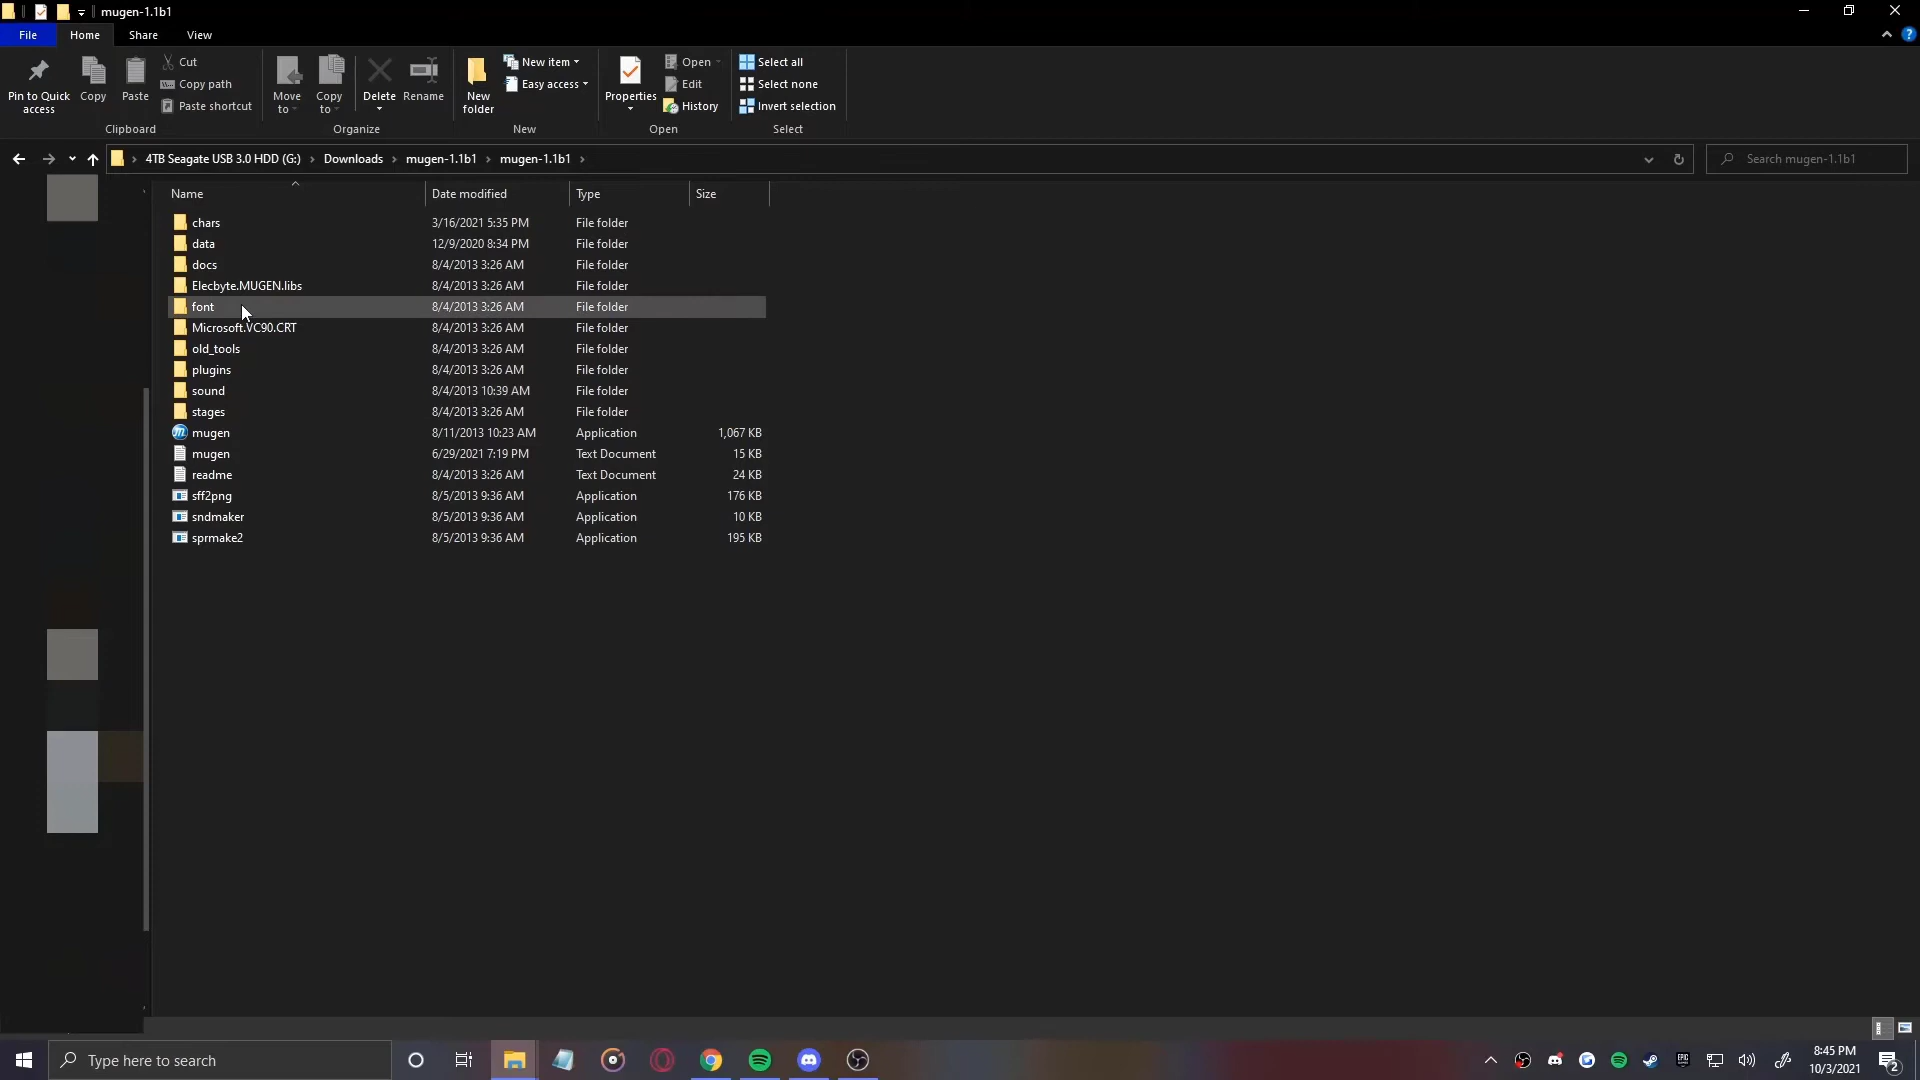 mugen-1.1b1
File Home Share View
Pin to Quick access
Copy
Paste
Cut
Copy path
Paste shortcut
Clipboard
Move to
Copy to
Delete
Rename
Organize
New folder
New item
Easy access
New
Properties
Open
Edit
History
Open
Select all
Select none
Invert selection
Select
4TB Seagate USB 3.0 HDD (G:) › Downloads › mugen-1.1b1 › mugen-1.1b1 ›
Search mugen-1.1b1
Name Date modified Type Size
chars 3/16/2021 5:35 PM File folder
data 12/9/2020 8:34 PM File folder
docs 8/4/2013 3:26 AM File folder
Elecbyte.MUGEN.libs 8/4/2013 3:26 AM File folder
font 8/4/2013 3:26 AM File folder
Microsoft.VC90.CRT 8/4/2013 3:26 AM File folder
old_tools 8/4/2013 3:26 AM File folder
plugins 8/4/2013 3:26 AM File folder
sound 8/4/2013 10:39 AM File folder
stages 8/4/2013 3:26 AM File folder
mugen 8/11/2013 10:23 AM Application 1,067 KB
mugen 6/29/2021 7:19 PM Text Document 15 KB
readme 8/4/2013 3:26 AM Text Document 24 KB
sff2png 8/5/2013 9:36 AM Application 176 KB
sndmaker 8/5/2013 9:36 AM Application 10 KB
sprmake2 8/5/2013 9:36 AM Application 195 KB
Type here to search
EPIC
8:45 PM
10/3/2021
2